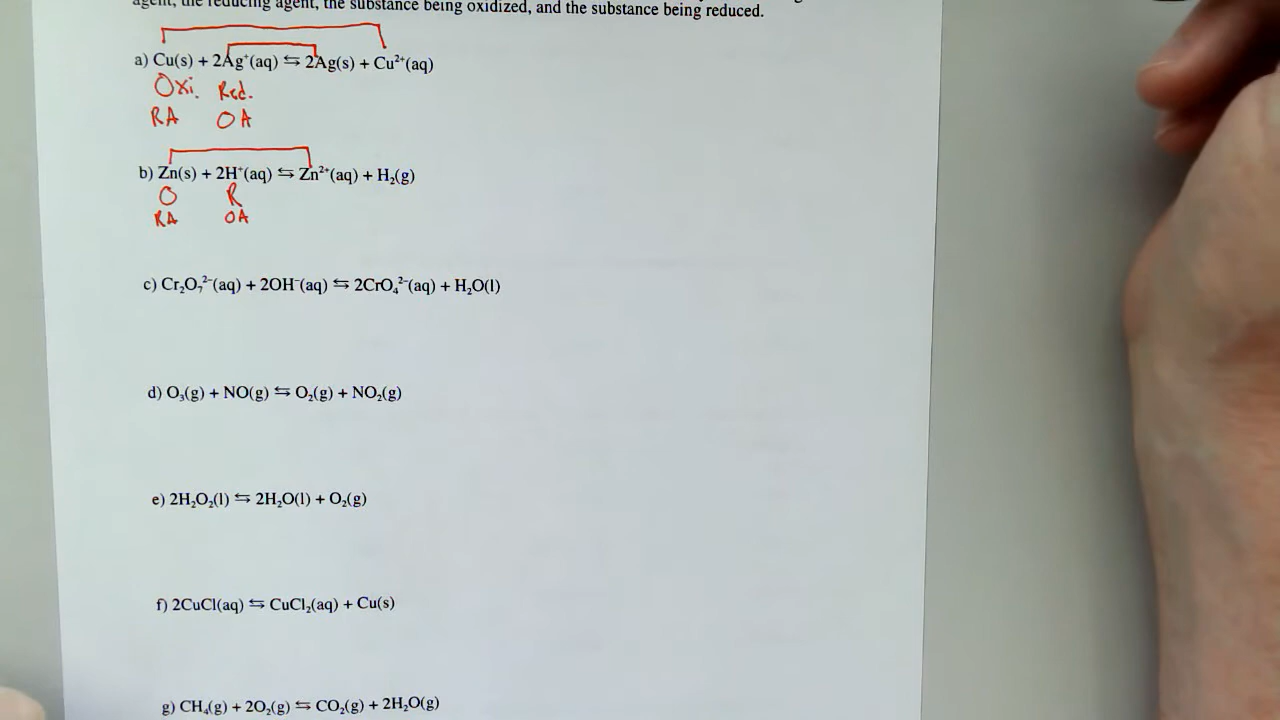 agent, the reducing agent, the substance being oxidized, and the substance being reduced.
a) Cu(s) + 2Ag⁺(aq) ⇆ 2Ag(s) + Cu²⁺(aq)
Oxi. Red.
RA OA
b) Zn(s) + 2H⁺(aq) ⇆ Zn²⁺(aq) + H₂(g)
O R
RA OA
c) Cr₂O₇²⁻(aq) + 2OH⁻(aq) ⇆ 2CrO₄²⁻(aq) + H₂O(l)
d) O₃(g) + NO(g) ⇆ O₂(g) + NO₂(g)
e) 2H₂O₂(l) ⇆ 2H₂O(l) + O₂(g)
f) 2CuCl(aq) ⇆ CuCl₂(aq) + Cu(s)
g) CH₄(g) + 2O₂(g) ⇆ CO₂(g) + 2H₂O(g)